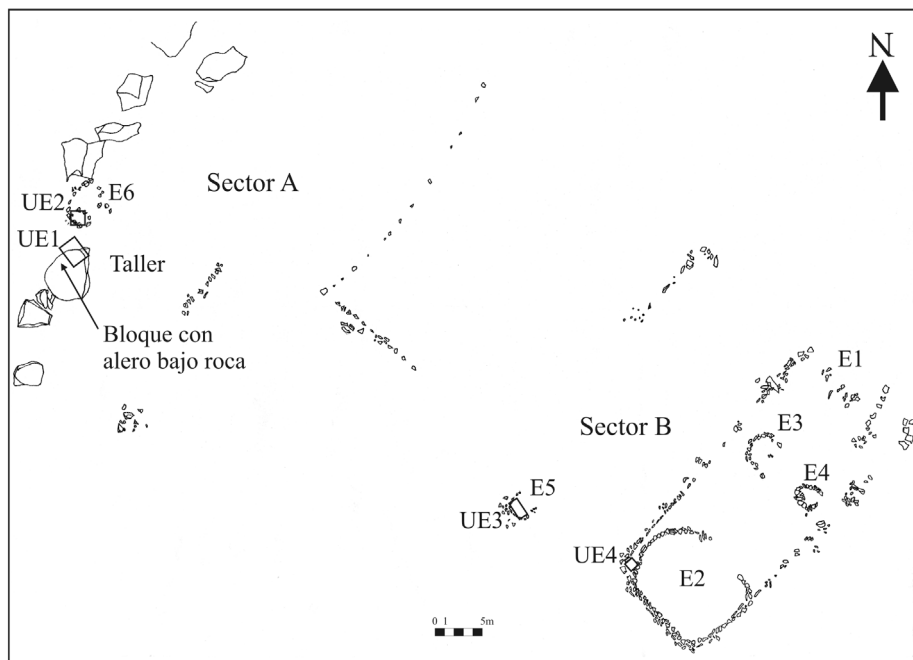 N
Sector A
E6
UE2
UE1
Taller
Bloque con
alero bajo roca
E1
Sector B
E3
E4
E5
UE3
UE4
E2
0 1 5m